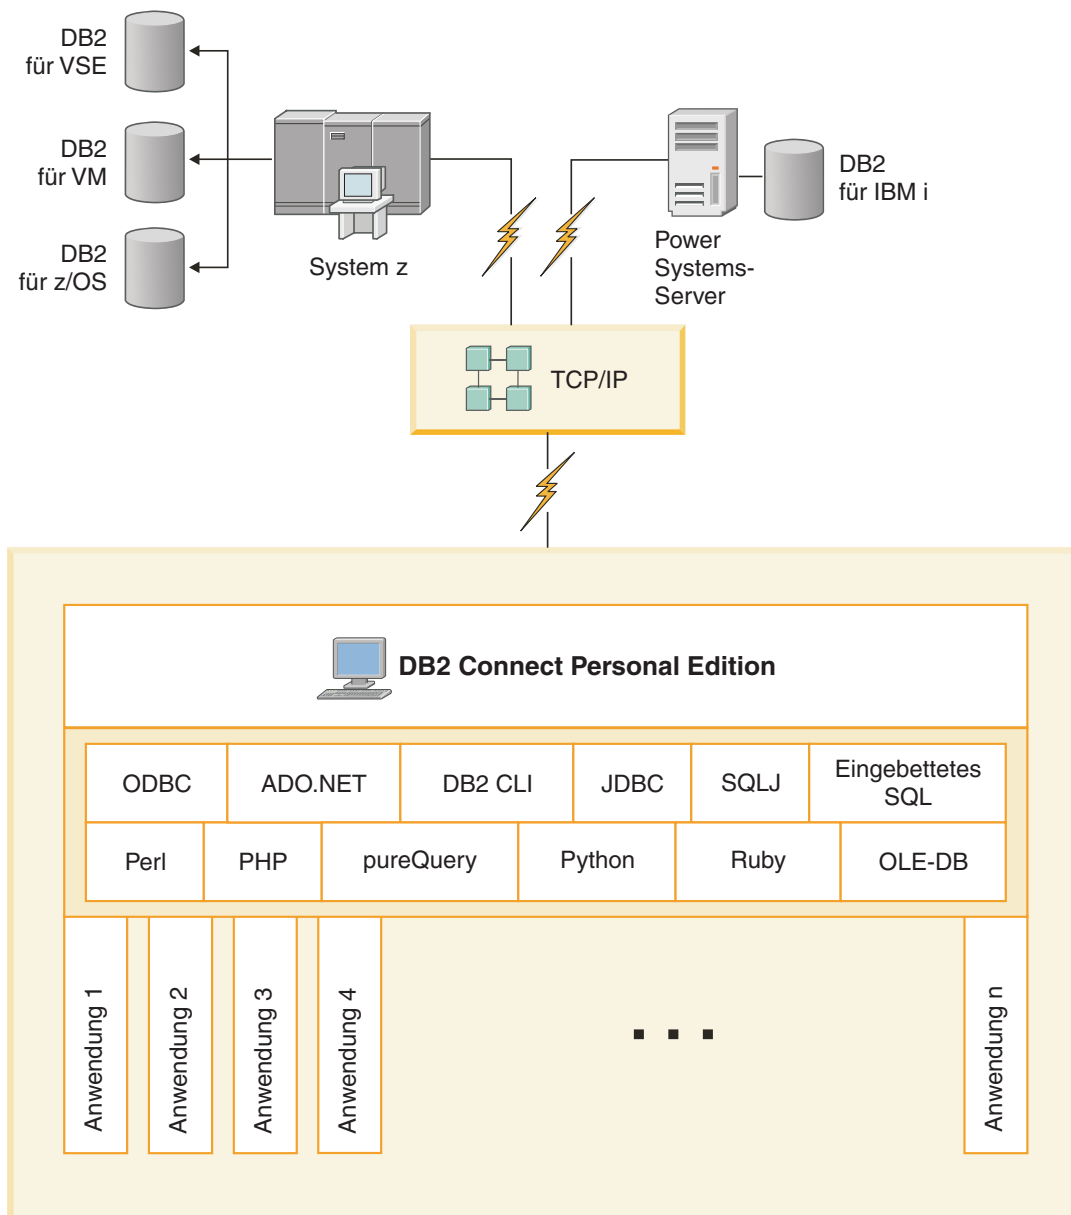 DB2
für VSE
DB2
für VM
DB2
für z/OS
System z
Power
Systems-
Server
DB2
für IBM i
TCP/IP
DB2 Connect Personal Edition
ODBC
ADO.NET
DB2 CLI
JDBC
SQLJ
Eingebettetes
SQL
Perl
PHP
pureQuery
Python
Ruby
OLE-DB
Anwendung 1
Anwendung 2
Anwendung 3
Anwendung 4
. . .
Anwendung n